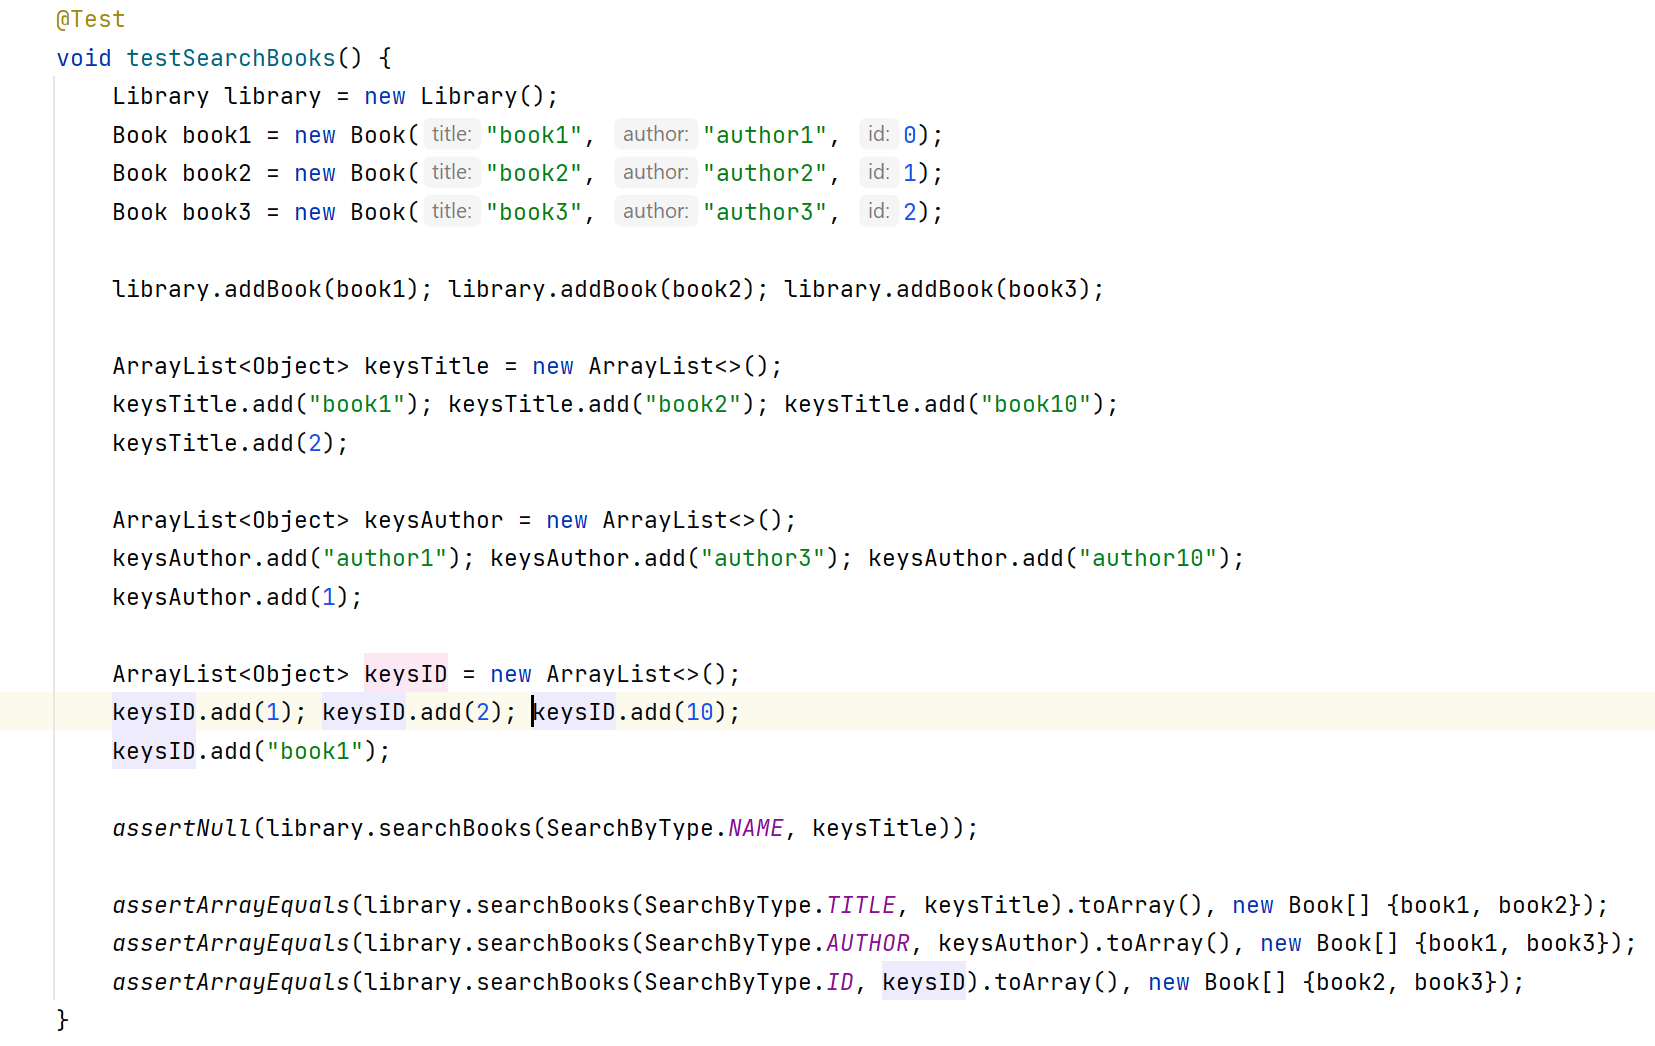 @Test
void testSearchBooks() {
Library library = new Library();
Book book1 = new Book( title: "book1", author: "author1", id: 0);
Book book2 = new Book( title: "book2", author: "author2", id: 1);
Book book3 = new Book( title: "book3", author: "author3", id: 2);
library.addBook(book1); library.addBook(book2); library.addBook(book3);
ArrayList<Object> keysTitle = new ArrayList<>();
keysTitle.add("book1"); keysTitle.add("book2"); keysTitle.add("book10");
keysTitle.add(2);
ArrayList<Object> keysAuthor = new ArrayList<>();
keysAuthor.add("author1"); keysAuthor.add("author3"); keysAuthor.add("author10");
keysAuthor.add(1);
ArrayList<Object> keysID = new ArrayList<>();
keysID.add(1); keysID.add(2); keysID.add(10);
keysID.add("book1");
assertNull(library.searchBooks(SearchByType.NAME, keysTitle));
assertArrayEquals(library.searchBooks(SearchByType.TITLE, keysTitle).toArray(), new Book[] {book1, book2});
assertArrayEquals(library.searchBooks(SearchByType.AUTHOR, keysAuthor).toArray(), new Book[] {book1, book3});
assertArrayEquals(library.searchBooks(SearchByType.ID, keysID).toArray(), new Book[] {book2, book3});
}